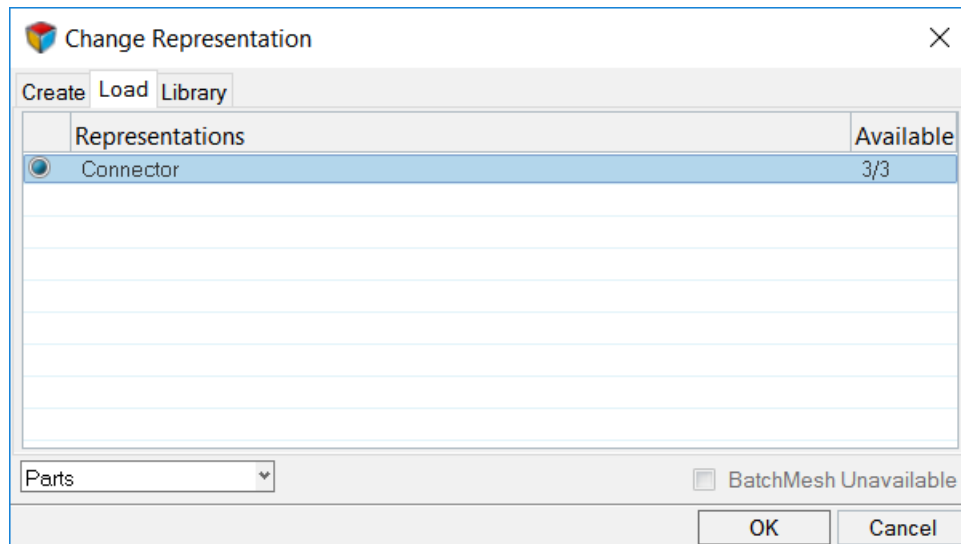 Change Representation
Create Load Library
Representations Available
Connector 3/3
Parts BatchMesh Unavailable
OK Cancel